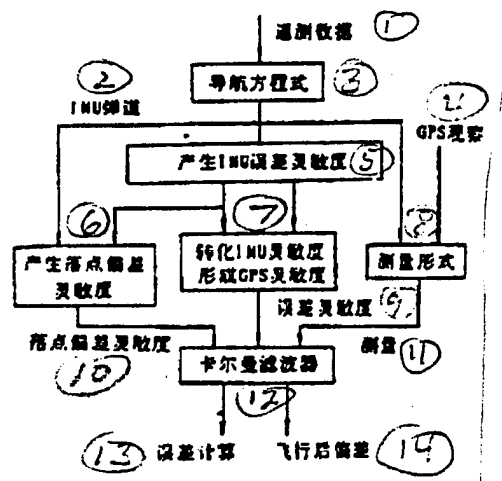 遥测数据 1
2
导航方程式 3
4
IMU弹道
GPS观察
产生IMU误差灵敏度 5
6
7
8
产生落点偏差
灵敏度
转化IMU灵敏度
形成GPS灵敏度
测量形式
误差灵敏度 9
落点偏差灵敏度
测量 11
10
卡尔曼滤波器
12
13 误差计算
飞行后偏差 14